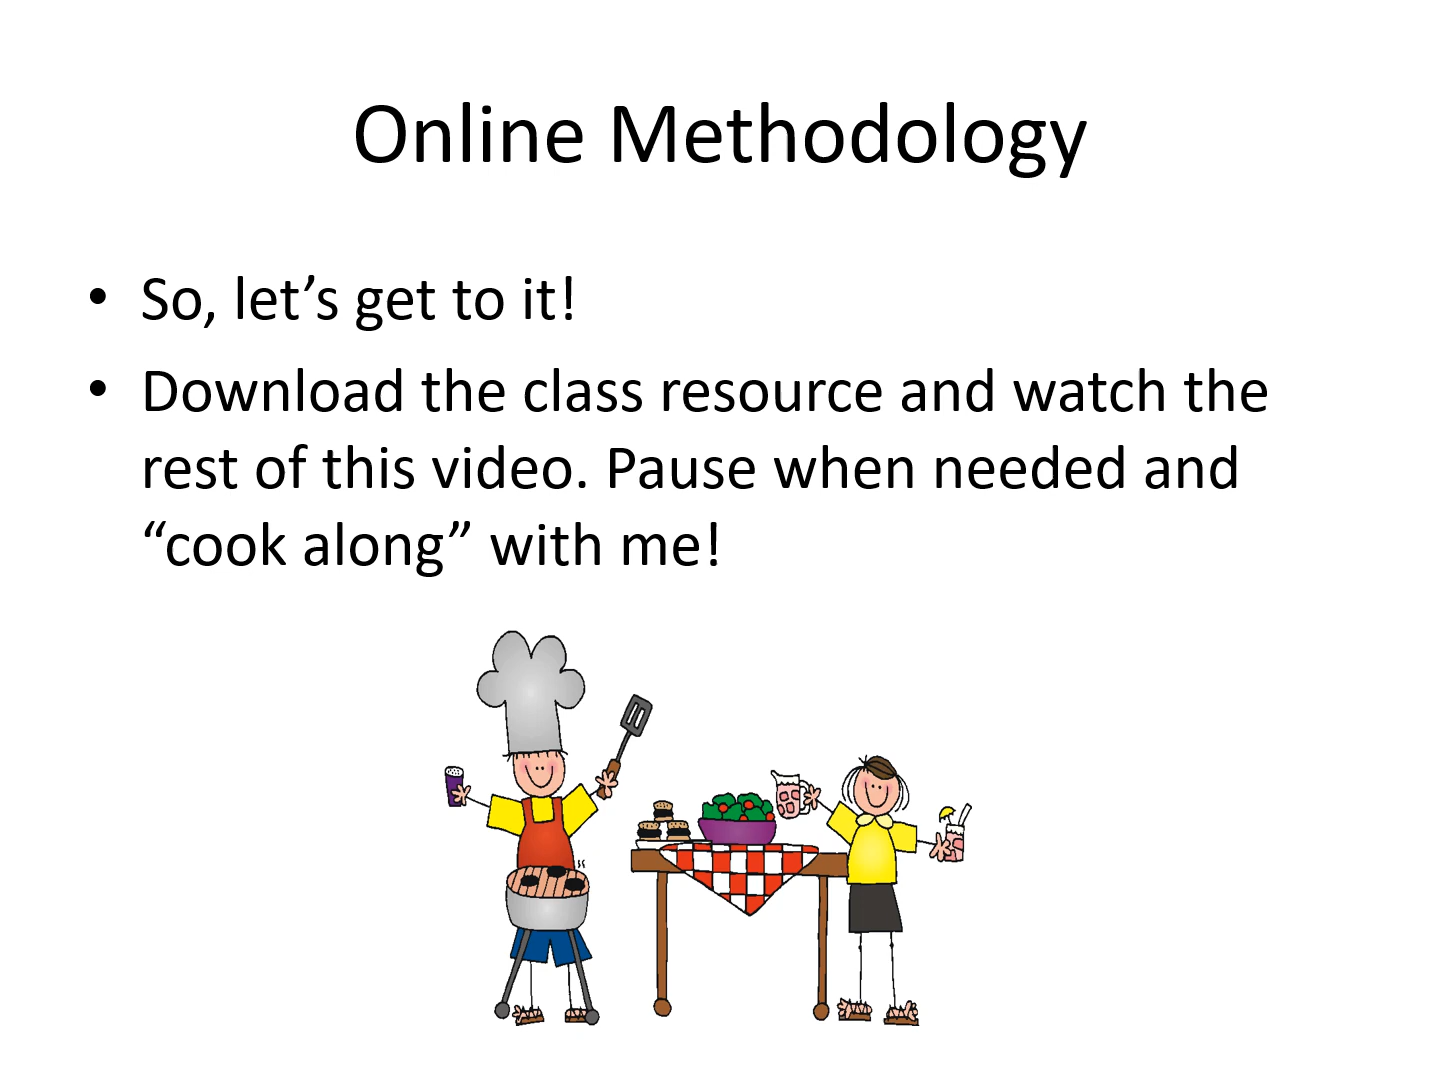 Online Methodology
• So, let’s get to it!
• Download the class resource and watch the
rest of this video. Pause when needed and
“cook along” with me!